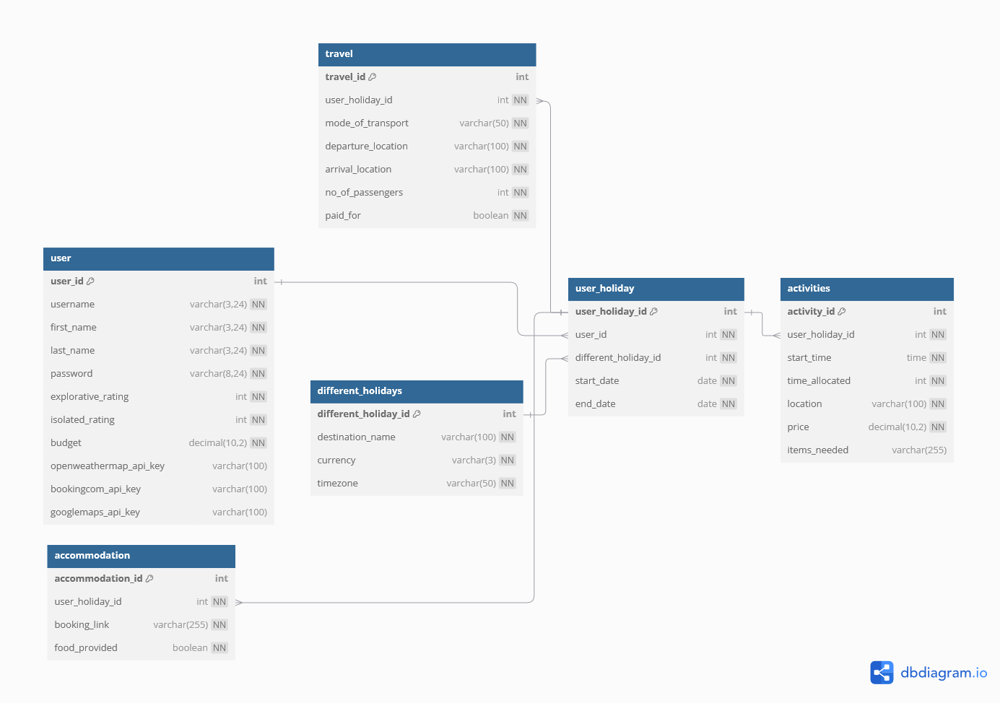 travel
travel_id int
user_holiday_id int NN
mode_of_transport varchar(50) NN
departure_location varchar(100) NN
arrival_location varchar(100) NN
no_of_passengers int NN
paid_for boolean NN
user
user_id int
username varchar(3,24) NN
first_name varchar(3,24) NN
last_name varchar(3,24) NN
password varchar(8,24) NN
explorative_rating int NN
isolated_rating int NN
budget decimal(10,2) NN
openweathermap_api_key varchar(100)
bookingcom_api_key varchar(100)
googlemaps_api_key varchar(100)
user_holiday
user_holiday_id int
user_id int NN
different_holiday_id int NN
start_date date NN
end_date date NN
activities
activity_id int
user_holiday_id int NN
start_time time NN
time_allocated int NN
location varchar(100) NN
price decimal(10,2) NN
items_needed varchar(255)
different_holidays
different_holiday_id int
destination_name varchar(100) NN
currency varchar(3) NN
timezone varchar(50) NN
accommodation
accommodation_id int
user_holiday_id int NN
booking_link varchar(255) NN
food_provided boolean NN
dbdiagram.io